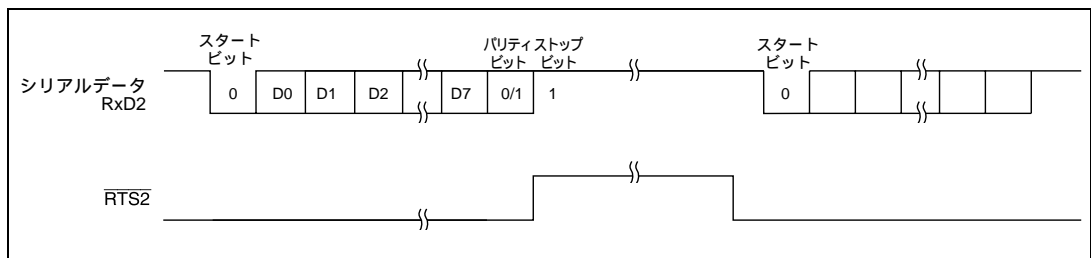 スタート
ビット
パリティ ストップ
ビット ビット
スタート
ビット
シリアルデータ
RxD2
0 D0 D1 D2 D7 0/1 1 0
RTS2